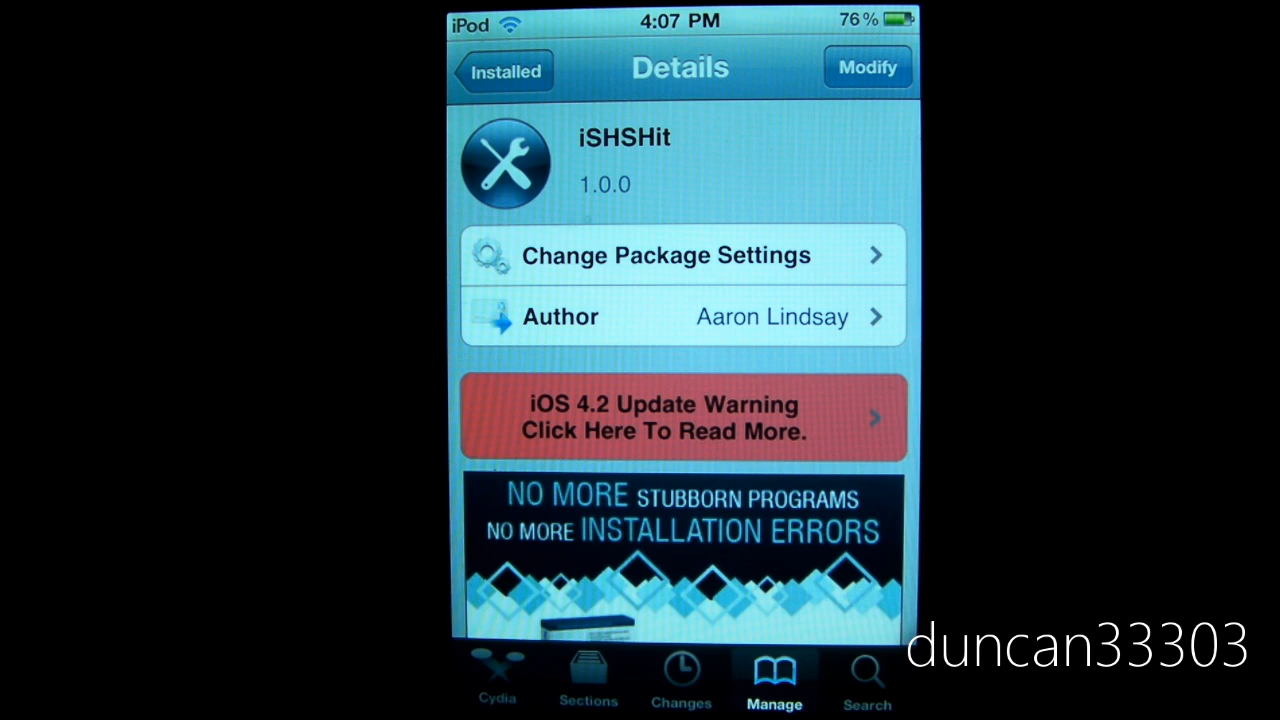 iPod 4:07 PM 76%
Installed Details Modify
iSHSHit
1.0.0
Change Package Settings
Author Aaron Lindsay
iOS 4.2 Update Warning
Click Here To Read More.
NO MORE STUBBORN PROGRAMS
NO MORE INSTALLATION ERRORS
duncan33303
Cydia Sections Changes Manage Search